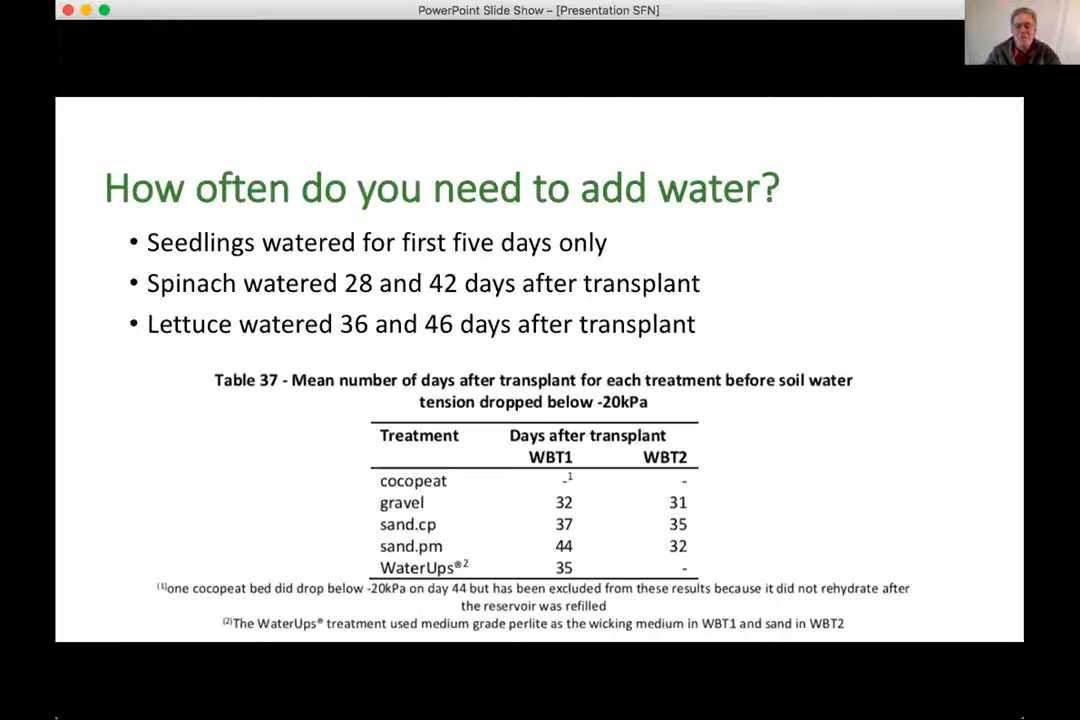 PowerPoint Slide Show – [Presentation SFN]
How often do you need to add water?
• Seedlings watered for first five days only
• Spinach watered 28 and 42 days after transplant
• Lettuce watered 36 and 46 days after transplant
Table 37 - Mean number of days after transplant for each treatment before soil water
tension dropped below -20kPa
Treatment Days after transplant
WBT1 WBT2
cocopeat -¹ -
gravel 32 31
sand.cp 37 35
sand.pm 44 32
WaterUps®² 35 -
⁽¹⁾one cocopeat bed did drop below -20kPa on day 44 but has been excluded from these results because it did not rehydrate after
the reservoir was refilled
⁽²⁾The WaterUps® treatment used medium grade perlite as the wicking medium in WBT1 and sand in WBT2